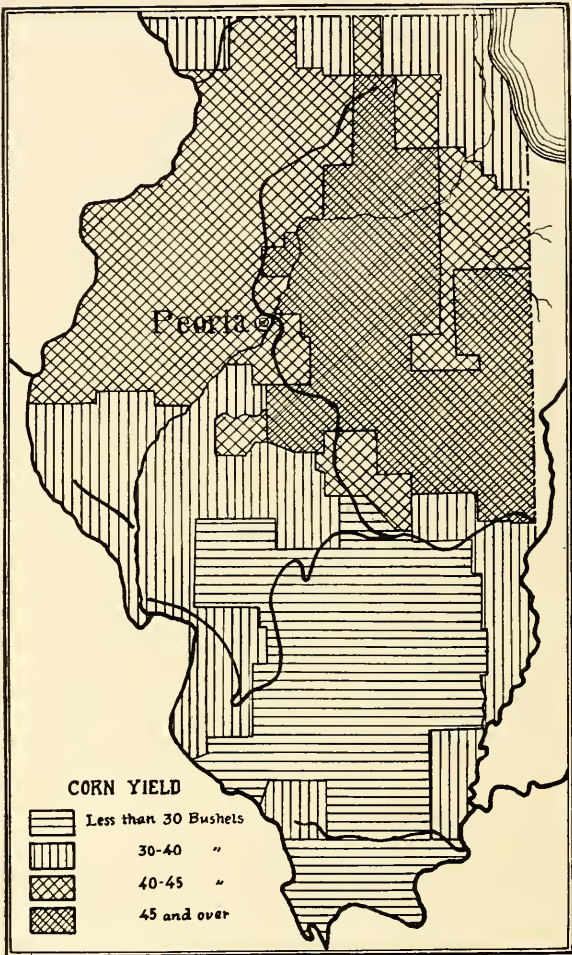 Peoria
CORN YIELD
Less than 30 Bushels
30-40 "
40-45 "
45 and over